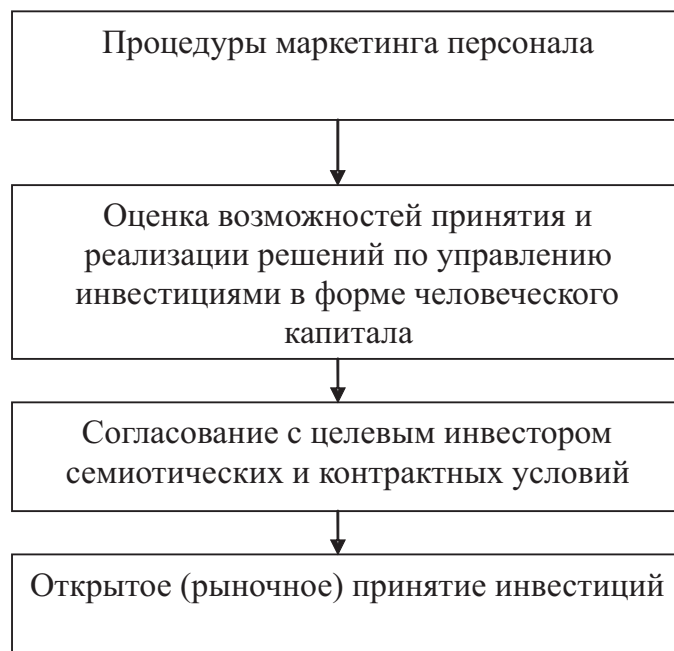 Процедуры маркетинга персонала
Оценка возможностей принятия и
реализации решений по управлению
инвестициями в форме человеческого
капитала
Согласование с целевым инвестором
семиотических и контрактных условий
Открытое (рыночное) принятие инвестиций